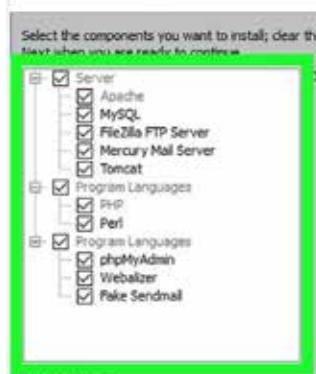 Select the components you want to install; clear the
Next when you are ready to continue.
Server
Apache
MySQL
FileZilla FTP Server
Mercury Mail Server
Tomcat
Program Languages
PHP
Perl
Program Languages
phpMyAdmin
Webalizer
Fake Sendmail